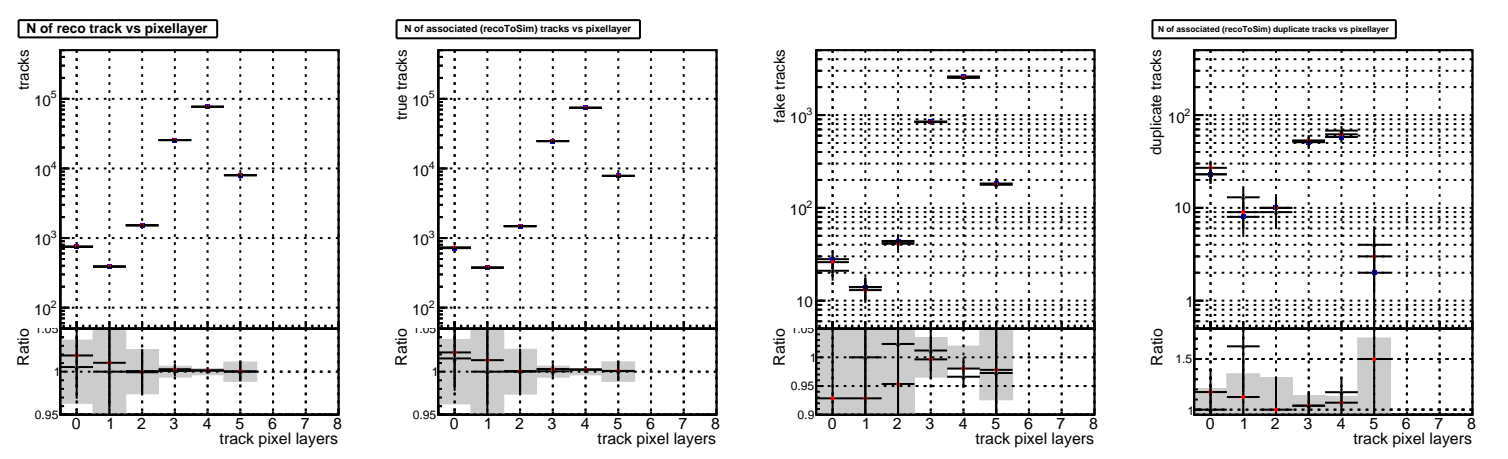 N of reco track vs pixellayer
tracks
10^5
10^4
10^3
10^2
Ratio
1.05
1
0.95
0 1 2 3 4 5 6 7 8
track pixel layers
N of associated (recoToSim) tracks vs pixellayer
true tracks
10^5
10^4
10^3
10^2
Ratio
1.05
1
0.95
0 1 2 3 4 5 6 7 8
track pixel layers
fake tracks
10^3
10^2
10
Ratio
1.05
1
0.95
0.9
0 1 2 3 4 5 6 7 8
track pixel layers
N of associated (recoToSim) duplicate tracks vs pixellayer
duplicate tracks
10^2
10
1
Ratio
1.5
1
0 1 2 3 4 5 6 7 8
track pixel layers